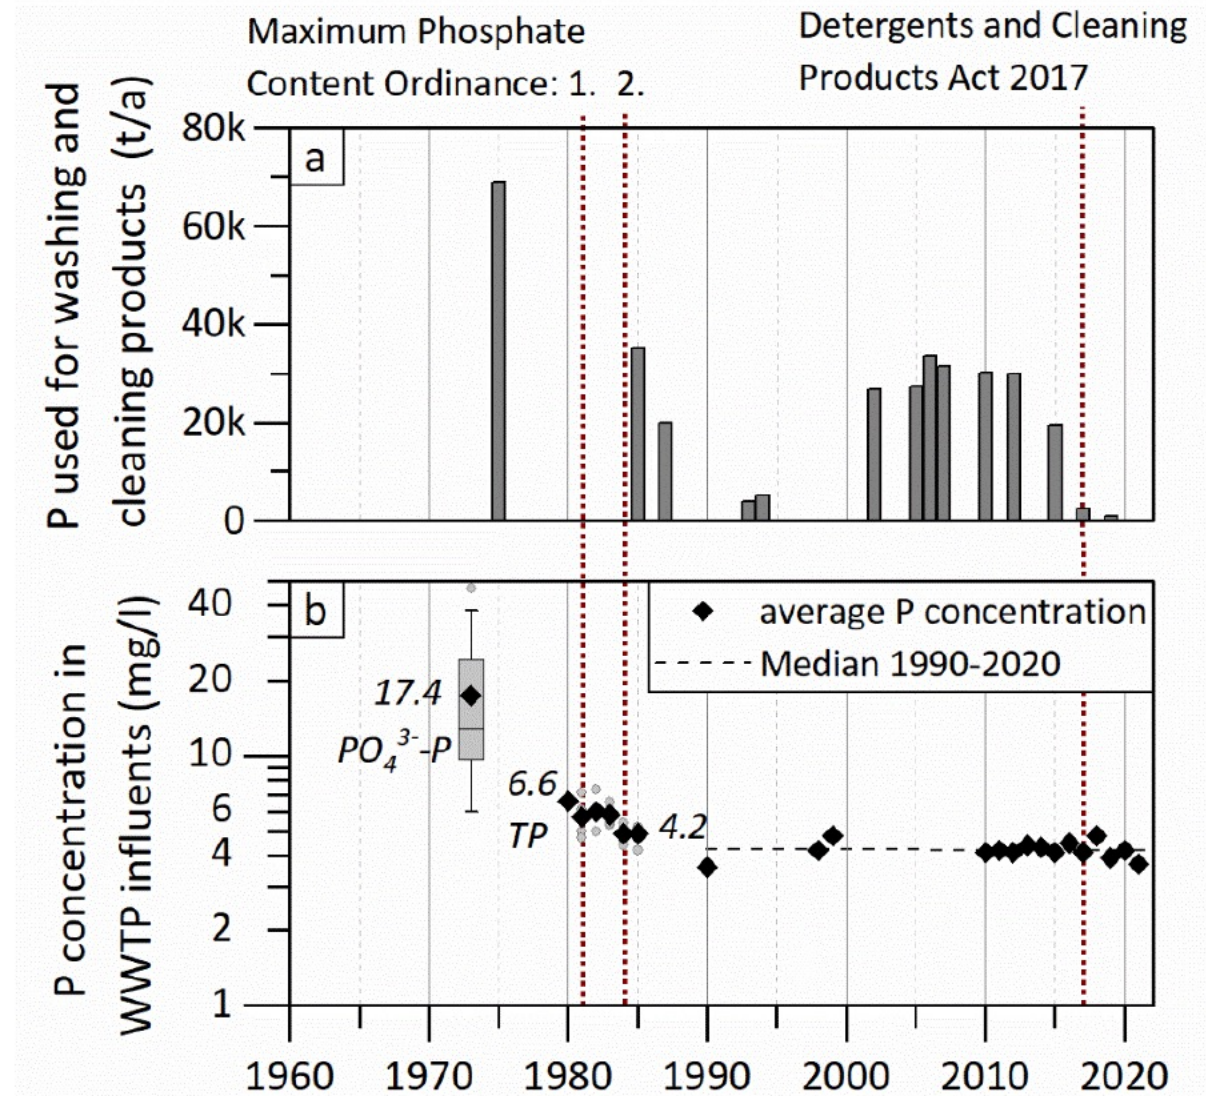 Maximum Phosphate
Content Ordinance: 1. 2.
Detergents and Cleaning
Products Act 2017
P used for washing and
cleaning products (t/a)
80k
60k
40k
20k
0
a
P concentration in
WWTP influents (mg/l)
40
20
10
6
4
2
1
b
average P concentration
Median 1990-2020
17.4
PO₄³⁻-P
6.6
TP
4.2
1960 1970 1980 1990 2000 2010 2020